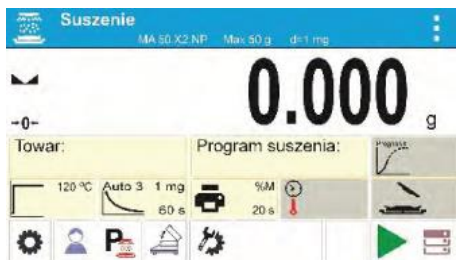 Suszenie
MA 50.X2.NP Max 50 g d=1 mg
0.000 g
→0←
Towar: Program suszenia: Prognosis
120 °C Auto 3 1 mg %M
60 s 20 s
P